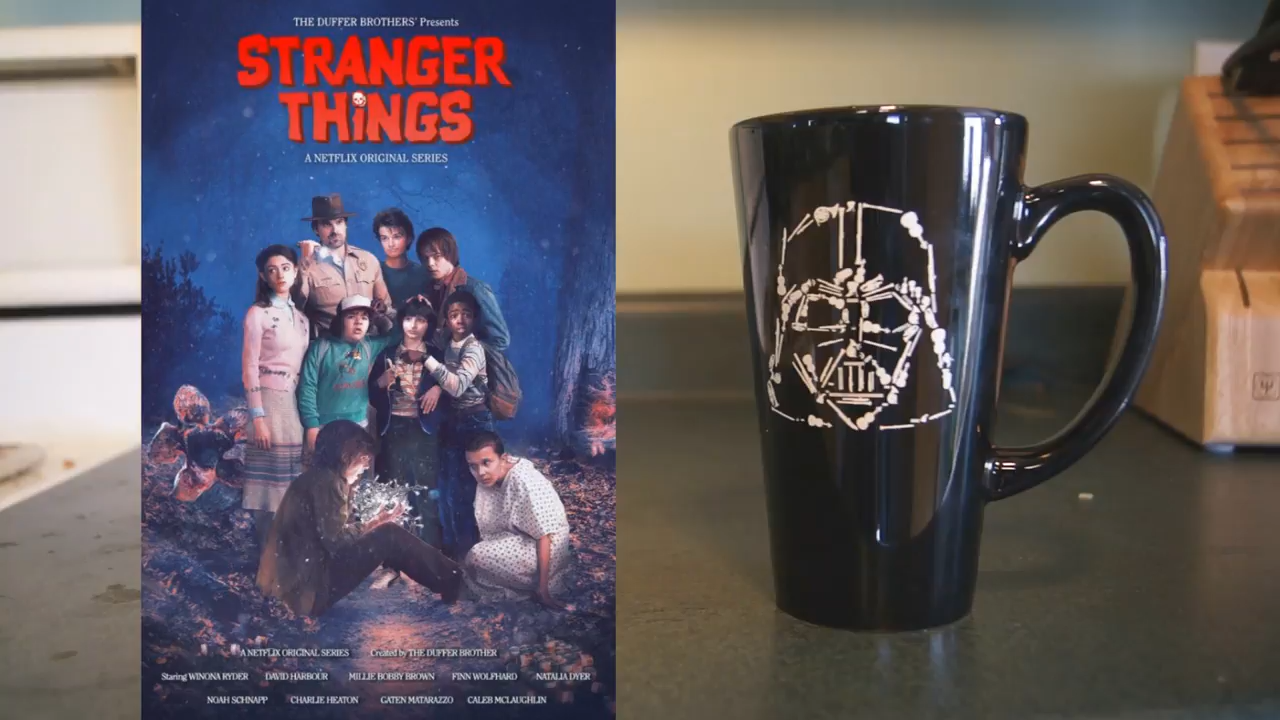 THE DUFFER BROTHERS' Presents
STRANGER
THiNGS
A NETFLIX ORIGINAL SERIES
A NETFLIX ORIGINAL SERIES Created by THE DUFFER BROTHER
Staring WINONA RYDER DAVID HARBOUR MILLIE BOBBY BROWN FINN WOLFHARD NATALIA DYER
NOAH SCHNAPP CHARLIE HEATON GATEN MATARAZZO CALEB MCLAUGHLIN